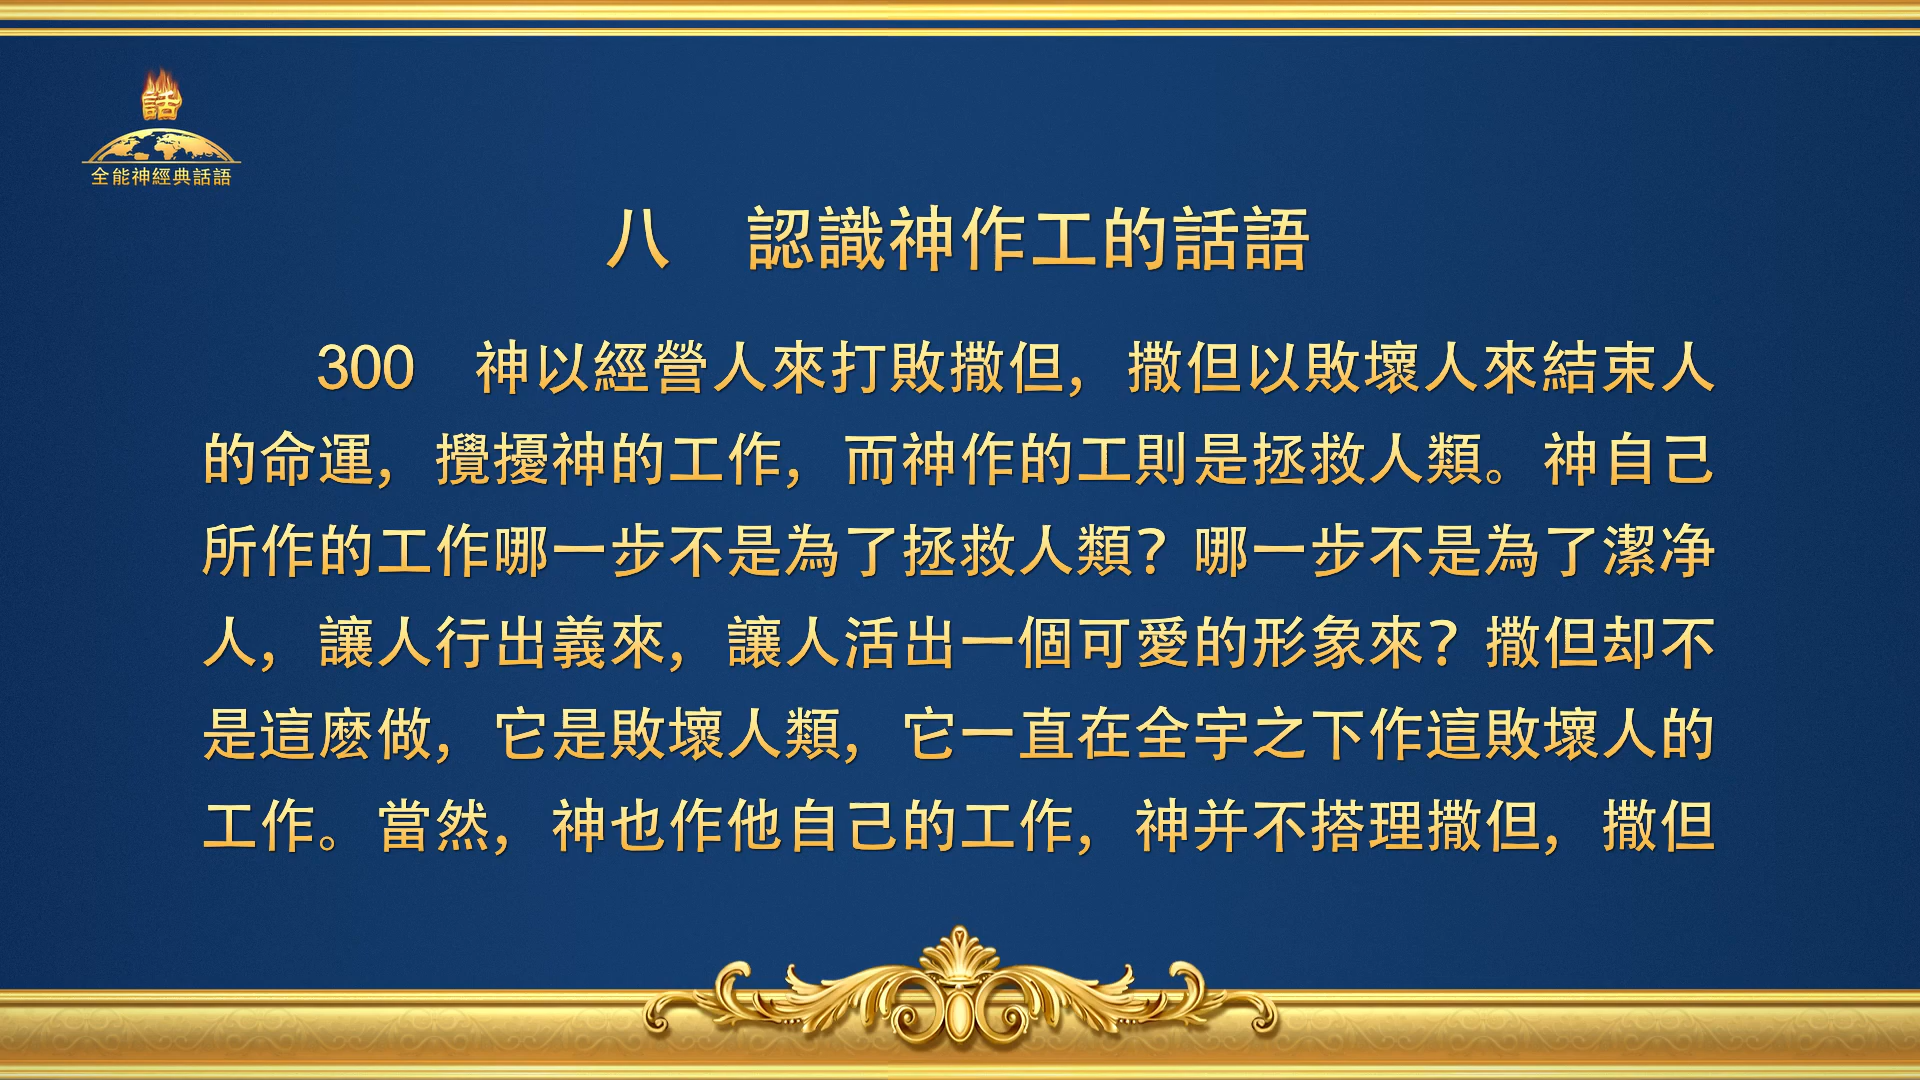 話
全能神經典話語
八　認識神作工的話語
300　神以經營人來打敗撒但，撒但以敗壞人來結束人
的命運，攪擾神的工作，而神作的工則是拯救人類。神自己
所作的工作哪一步不是為了拯救人類？哪一步不是為了潔净
人，讓人行出義來，讓人活出一個可愛的形象來？撒但却不
是這麽做，它是敗壞人類，它一直在全宇之下作這敗壞人的
工作。當然，神也作他自己的工作，神并不搭理撒但，撒但